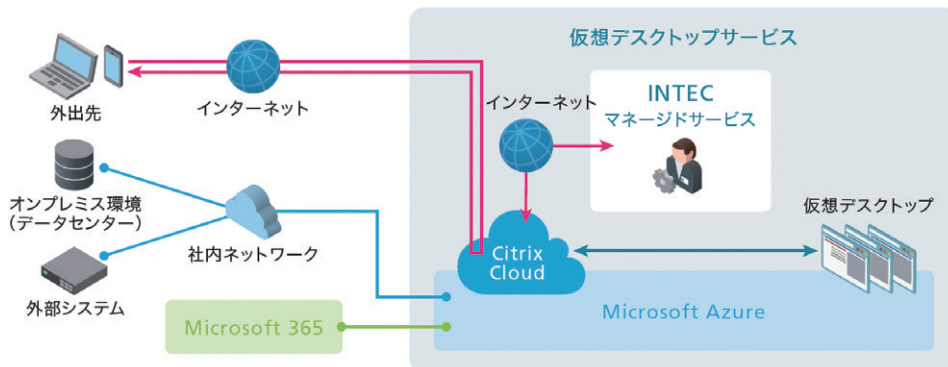 仮想デスクトップサービス
外出先
インターネット
インターネット
INTEC
マネージドサービス
オンプレミス環境
（データセンター）
社内ネットワーク
外部システム
Citrix
Cloud
仮想デスクトップ
Microsoft 365
Microsoft Azure